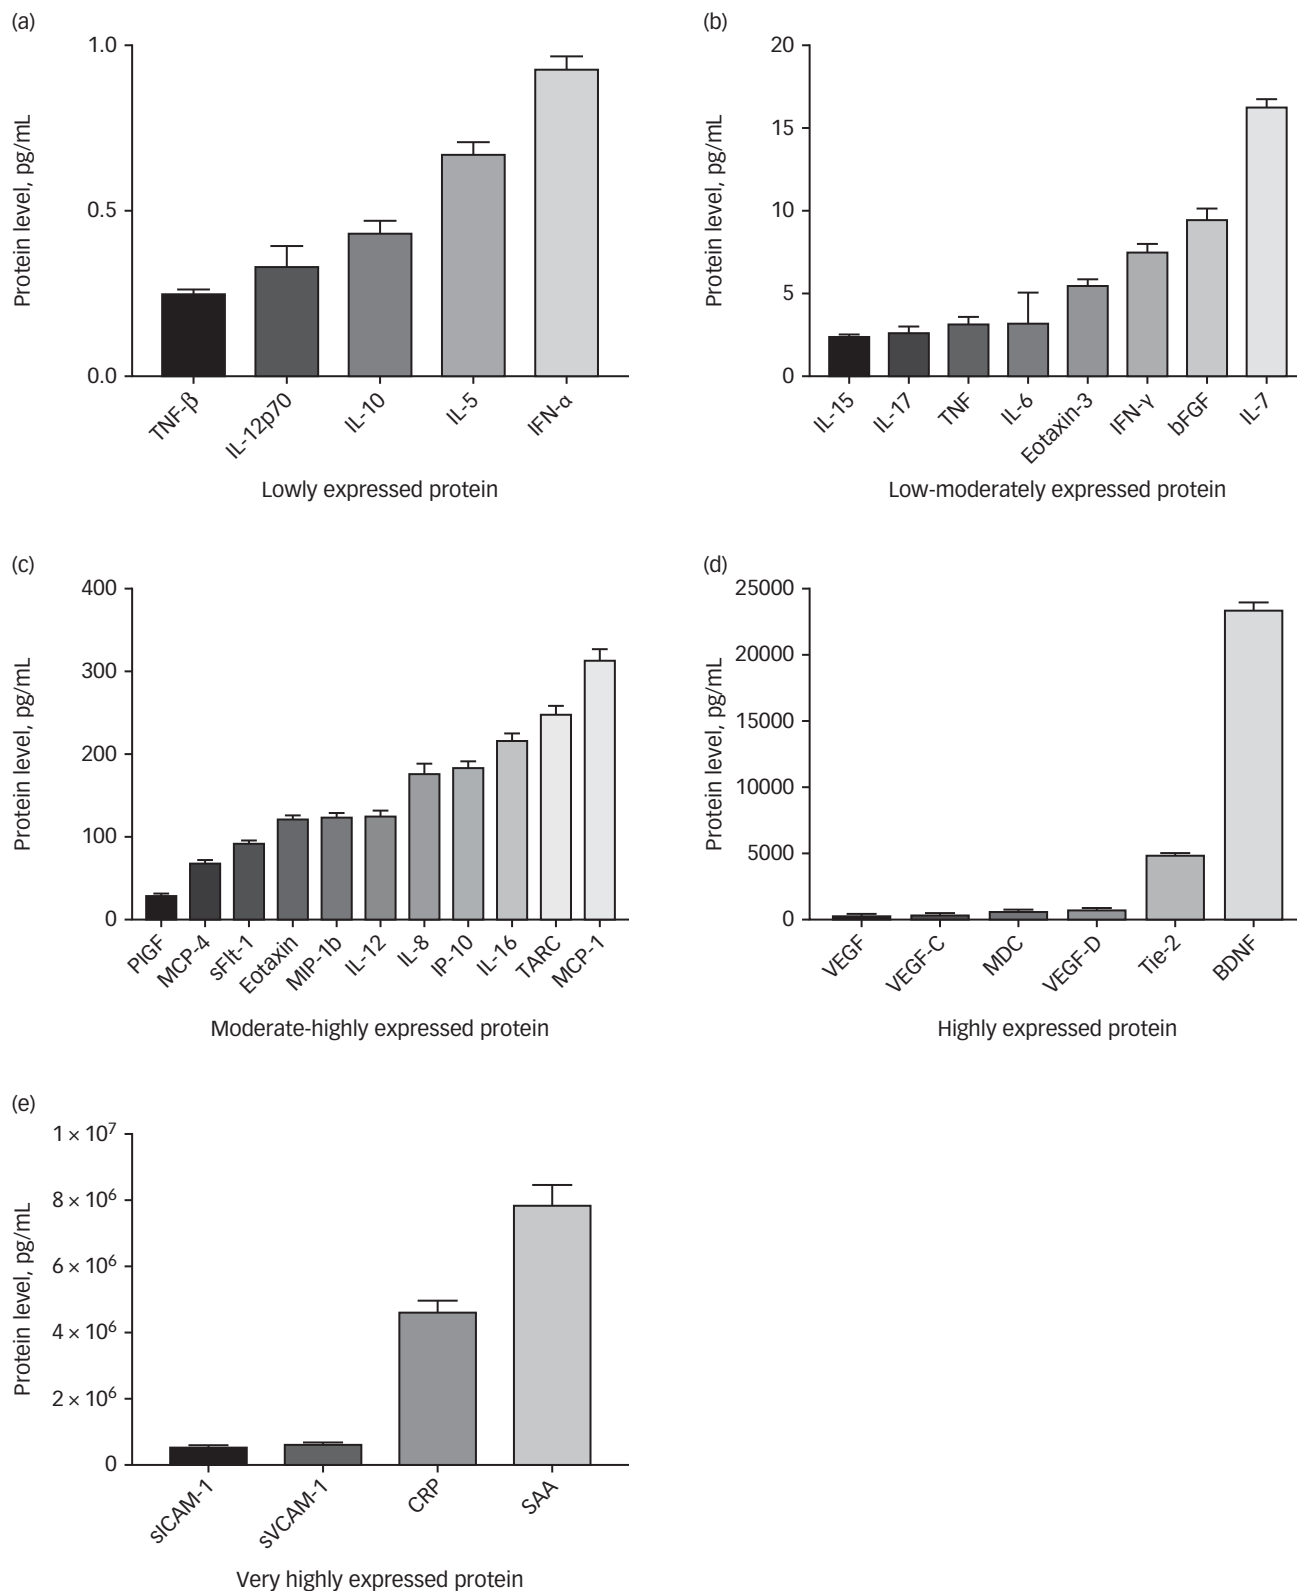 (a)
Protein level, pg/mL
1.0
0.5
0.0
TNF-β
IL-12p70
IL-10
IL-5
IFN-α
Lowly expressed protein
(b)
Protein level, pg/mL
20
15
10
5
0
IL-15
IL-17
TNF
IL-6
Eotaxin-3
IFN-γ
bFGF
IL-7
Low-moderately expressed protein
(c)
Protein level, pg/mL
400
300
200
100
0
PIGF
MCP-4
sFlt-1
Eotaxin
MIP-1b
IL-12
IL-8
IP-10
IL-16
TARC
MCP-1
Moderate-highly expressed protein
(d)
Protein level, pg/mL
25000
20000
15000
10000
5000
0
VEGF
VEGF-C
MDC
VEGF-D
Tie-2
BDNF
Highly expressed protein
(e)
Protein level, pg/mL
1 × 10⁷
8 × 10⁶
6 × 10⁶
4 × 10⁶
2 × 10⁶
0
sICAM-1
sVCAM-1
CRP
SAA
Very highly expressed protein